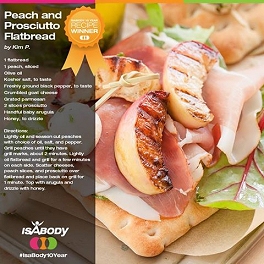 Peach and
Prosciutto
Flatbread
by Kim P.
RECIPE
WINNER
1 flatbread
1 peach, sliced
Olive oil
Kosher salt, to taste
Freshly ground black pepper, to taste
Crumbled goat cheese
Grated parmesan
2 slices prosciutto
Handful baby arugula
Honey, to drizzle
Directions:
Lightly oil and season cut peaches
with choice of oil, salt, and pepper.
Grill peaches until they have
grill marks, about 2 minutes. Lightly
oil flatbread and grill for a few minutes
on each side. Scatter cheeses,
peach slices, and prosciutto over
flatbread and place back on grill for
1 minute. Top with arugula and
drizzle with honey.
ISABODY
#IsaBody10Year